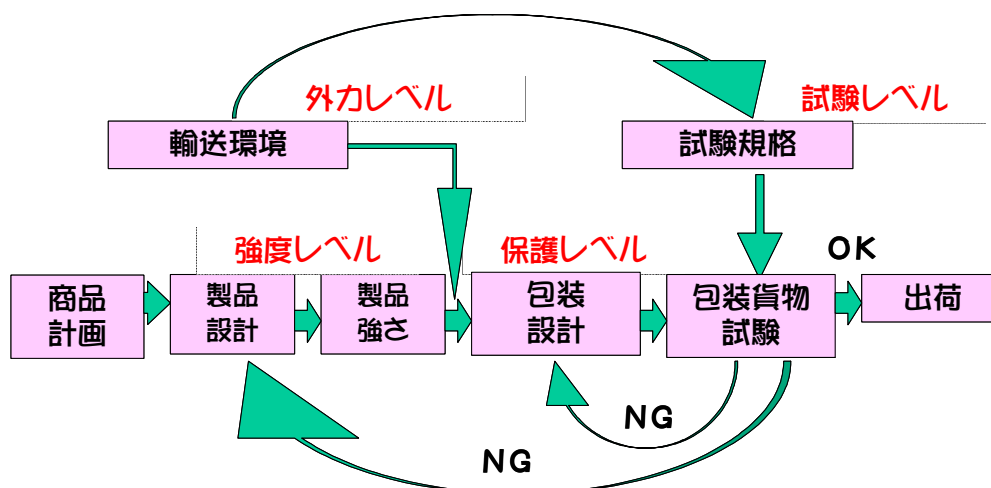 外力レベル
試験レベル
輸送環境
試験規格
強度レベル
保護レベル
OK
商品
計画
製品
設計
製品
強さ
包装
設計
包装貨物
試験
出荷
NG
NG